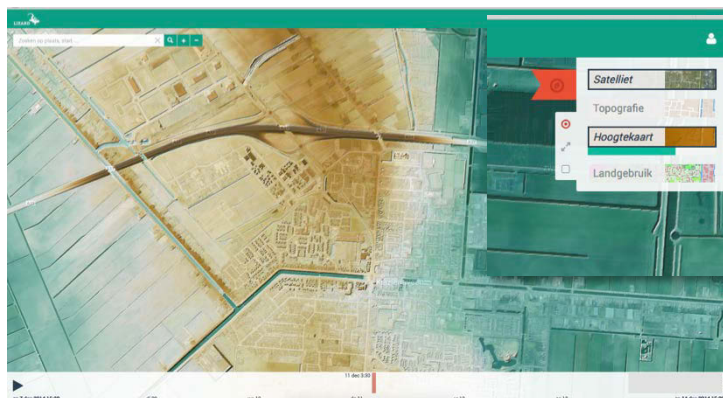 LIZARD
Zoeken op plaats, stad ...
Satelliet
Topografie
Hoogtekaart
Landgebruik
11 dec 3:30